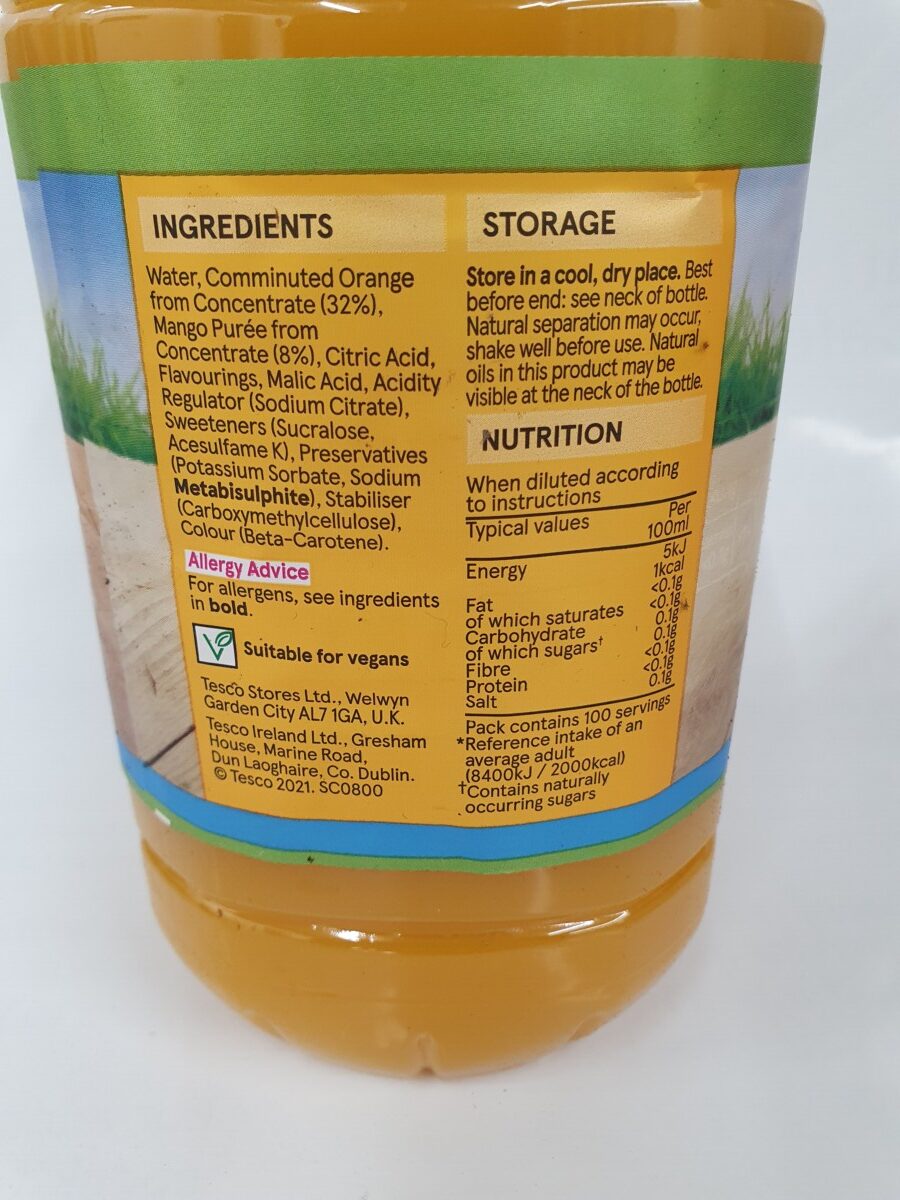 INGREDIENTS
Water, Comminuted Orange
from Concentrate (32%),
Mango Purée from
Concentrate (8%), Citric Acid,
Flavourings, Malic Acid, Acidity
Regulator (Sodium Citrate),
Sweeteners (Sucralose,
Acesulfame K), Preservatives
(Potassium Sorbate, Sodium
Metabisulphite), Stabiliser
(Carboxymethylcellulose),
Colour (Beta-Carotene).
Allergy Advice
For allergens, see ingredients
in bold.
Suitable for vegans
Tesco Stores Ltd., Welwyn
Garden City AL7 1GA, U.K.
Tesco Ireland Ltd., Gresham
House, Marine Road,
Dun Laoghaire, Co. Dublin.
© Tesco 2021. SC0800
STORAGE
Store in a cool, dry place. Best
before end: see neck of bottle.
Natural separation may occur,
shake well before use. Natural
oils in this product may be
visible at the neck of the bottle.
NUTRITION
When diluted according
to instructions
Typical values Per
100ml
Energy 5kJ
1kcal
Fat <0.1g
of which saturates <0.1g
Carbohydrate 0.1g
of which sugars† 0.1g
Fibre <0.1g
Protein <0.1g
Salt 0.1g
Pack contains 100 servings
*Reference intake of an
average adult
(8400kJ / 2000kcal)
†Contains naturally
occurring sugars